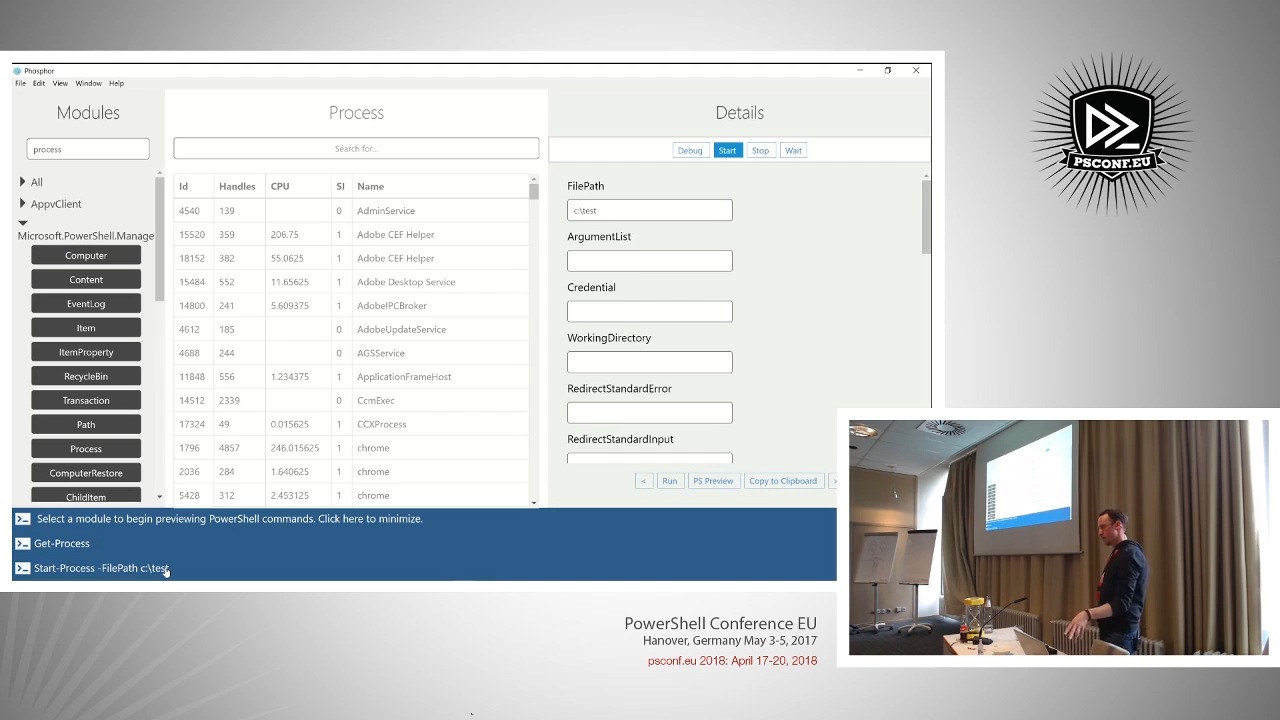 Phosphor
File Edit View Window Help
Modules
process
All
AppvClient
Microsoft.PowerShell.Manage
Computer
Content
EventLog
Item
ItemProperty
RecycleBin
Transaction
Path
Process
ComputerRestore
ChildItem
Process
Search for...
Id Handles CPU SI Name
4540 139 0 AdminService
15520 359 206.75 1 Adobe CEF Helper
18152 382 55.0625 1 Adobe CEF Helper
15484 552 11.65625 1 Adobe Desktop Service
14800 241 5.609375 1 AdobeIPCBroker
4612 185 0 AdobeUpdateService
4688 244 0 AGSService
11848 556 1.234375 1 ApplicationFrameHost
14512 2339 0 CcmExec
17324 49 0.015625 1 CCXProcess
1796 4857 246.015625 1 chrome
2036 284 1.640625 1 chrome
5428 312 2.453125 1 chrome
Details
Debug Start Stop Wait
FilePath
c:\test
ArgumentList
Credential
WorkingDirectory
RedirectStandardError
RedirectStandardInput
< Run PS Preview Copy to Clipboard >
Select a module to begin previewing PowerShell commands. Click here to minimize.
Get-Process
Start-Process -FilePath c:\test
PSCONF.EU
PowerShell Conference EU
Hanover, Germany May 3-5, 2017
psconf.eu 2018: April 17-20, 2018